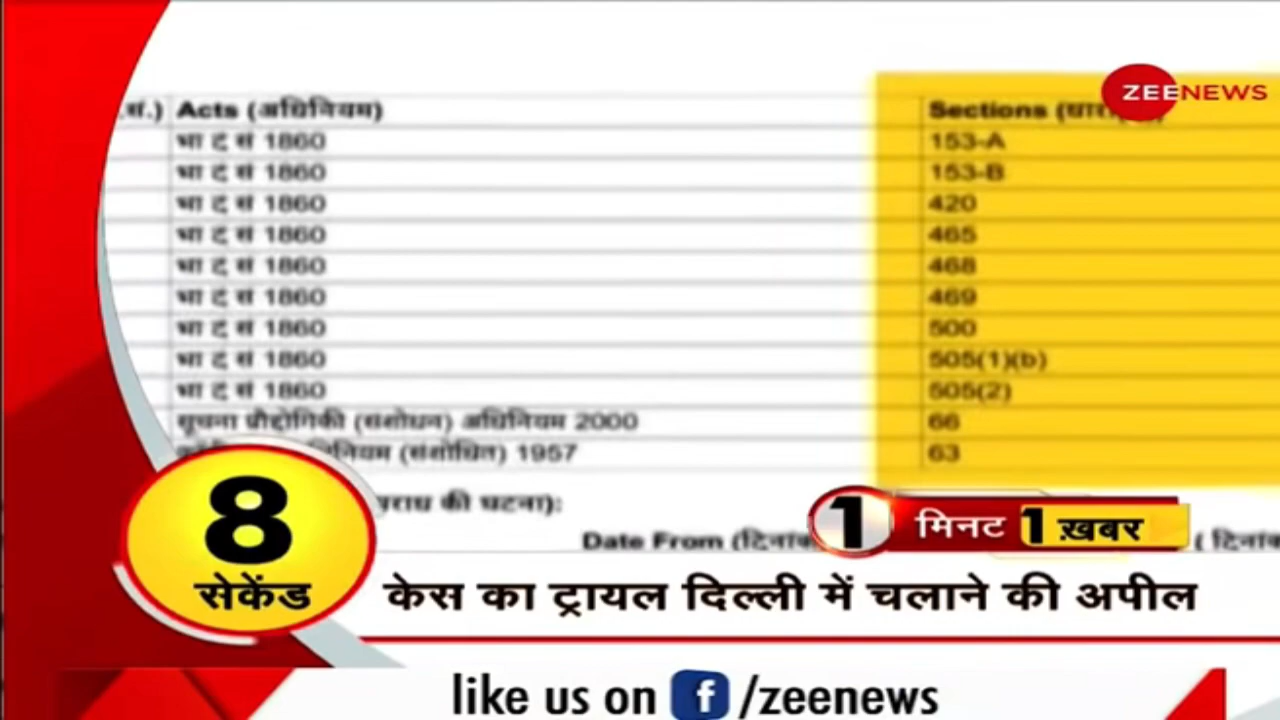 ZEENEWS
.सं.) Acts (अधिनियम) Sections (धारा
भा द सं 1860 153-A
भा द सं 1860 153-B
भा द सं 1860 420
भा द सं 1860 465
भा द सं 1860 468
भा द सं 1860 469
भा द सं 1860 500
भा द सं 1860 505(1)(b)
भा द सं 1860 505(2)
सूचना प्रौद्योगिकी (संशोधन) अधिनियम 2000 66
(संशोधित) 1957 63
की घटना):
Date From (दिनांक
( दिनांक
1 मिनट 1 ख़बर
8
सेकेंड
केस का ट्रायल दिल्ली में चलाने की अपील
like us on f /zeenews